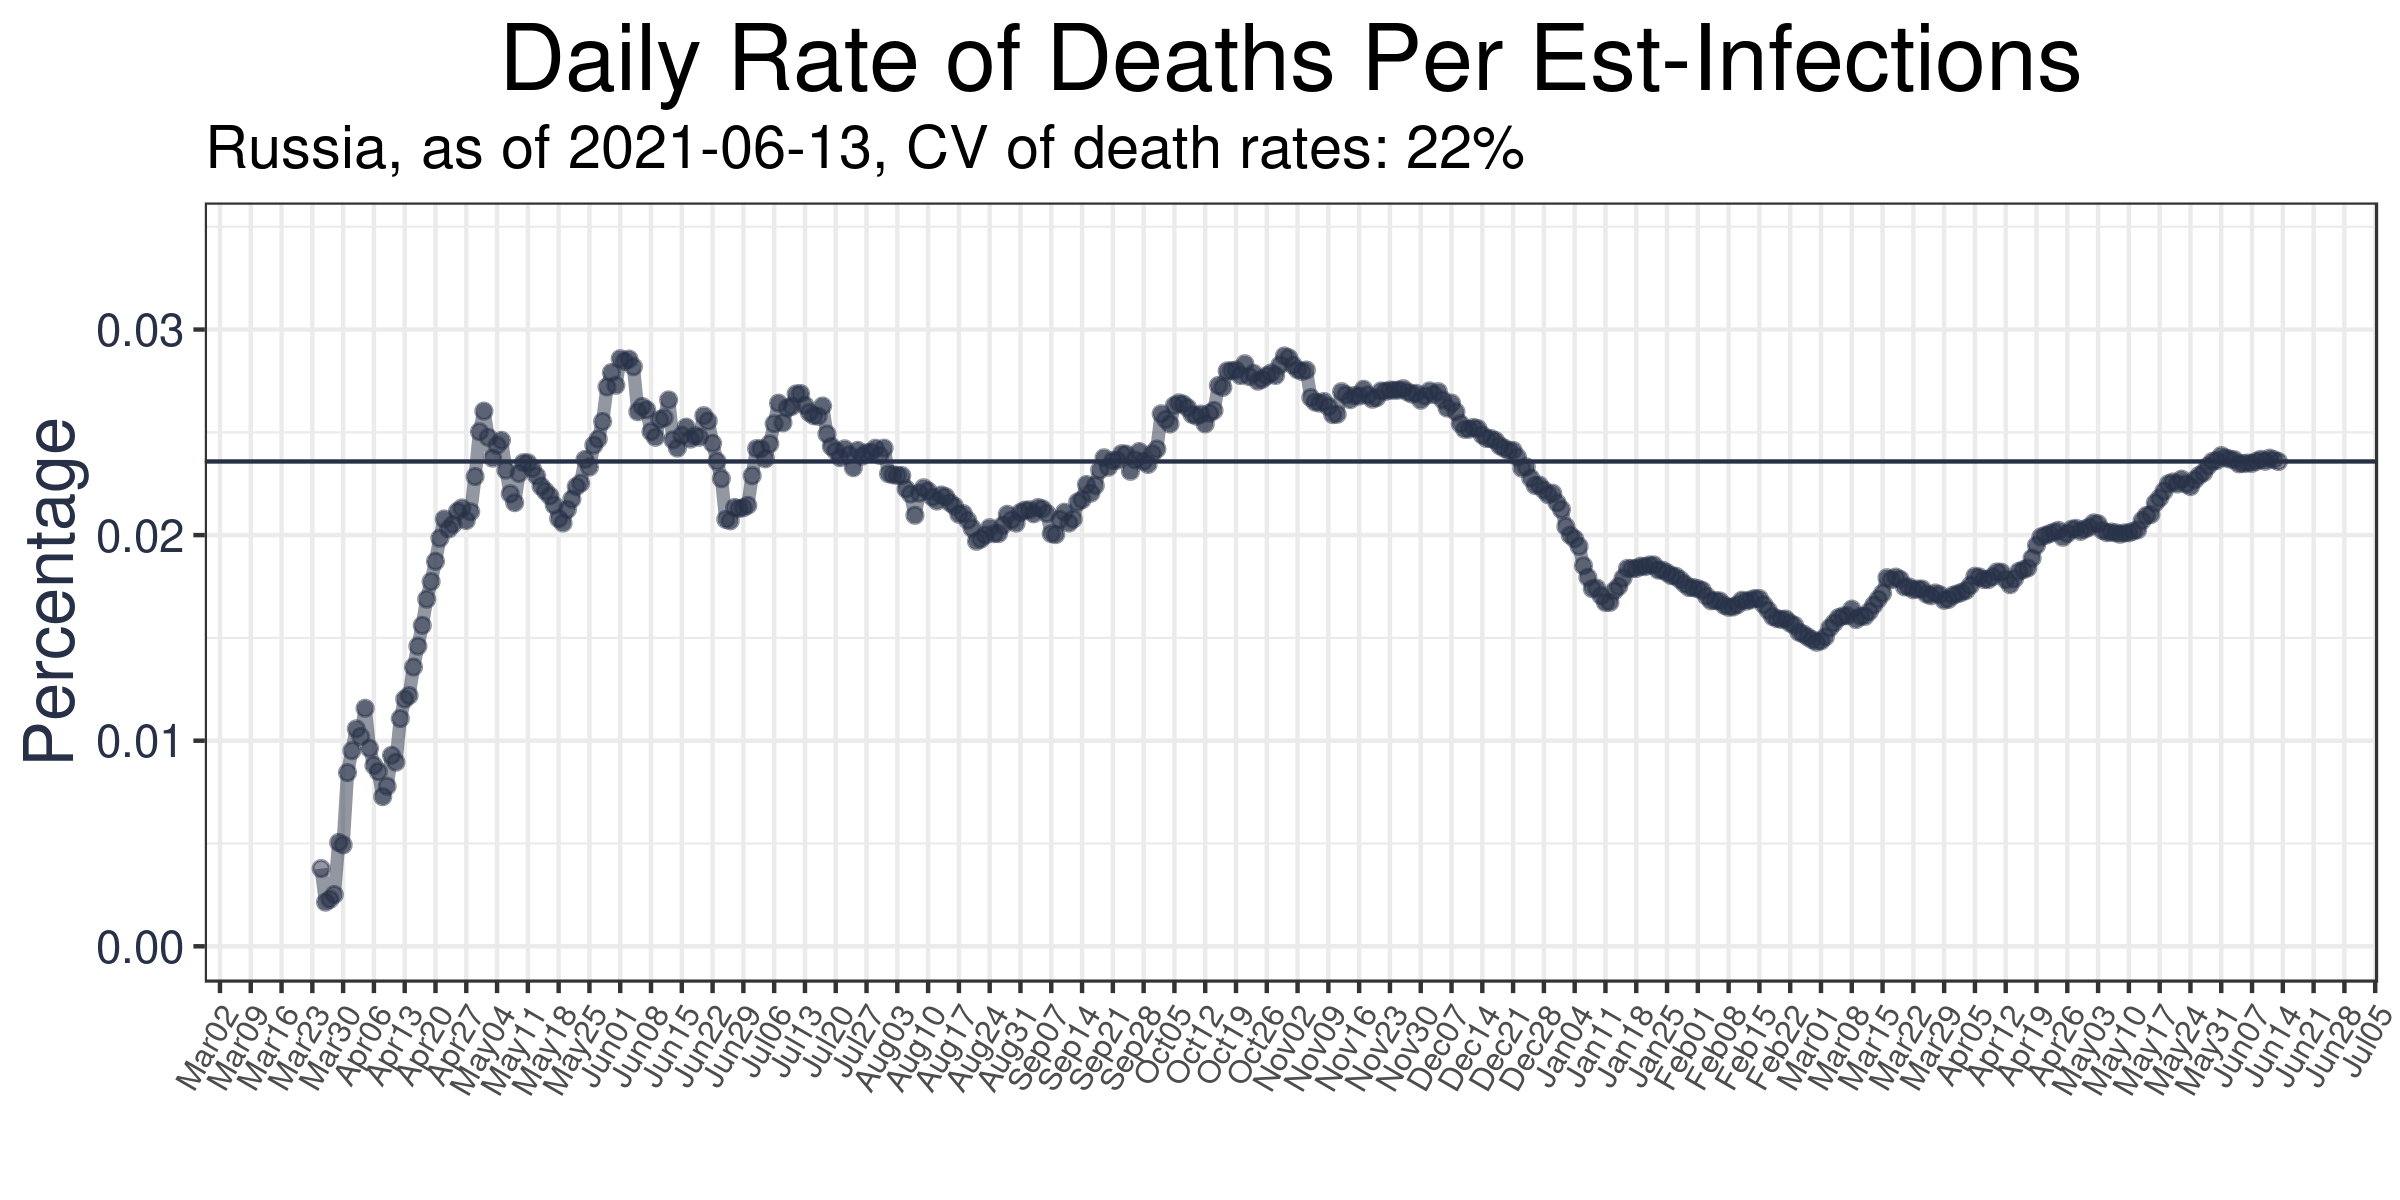 Daily Rate of Deaths Per Est-Infections
Russia, as of 2021-06-13, CV of death rates: 22%
Percentage
0.03
0.02
0.01
0.00
Mar02
Mar09
Mar16
Mar23
Mar30
Apr06
Apr13
Apr20
Apr27
May04
May11
May18
May25
Jun01
Jun08
Jun15
Jun22
Jun29
Jul06
Jul13
Jul20
Jul27
Aug03
Aug10
Aug17
Aug24
Aug31
Sep07
Sep14
Sep21
Sep28
Oct05
Oct12
Oct19
Oct26
Nov02
Nov09
Nov16
Nov23
Nov30
Dec07
Dec14
Dec21
Dec28
Jan04
Jan11
Jan18
Jan25
Feb01
Feb08
Feb15
Feb22
Mar01
Mar08
Mar15
Mar22
Mar29
Apr05
Apr12
Apr19
Apr26
May03
May10
May17
May24
May31
Jun07
Jun14
Jun21
Jun28
Jul05